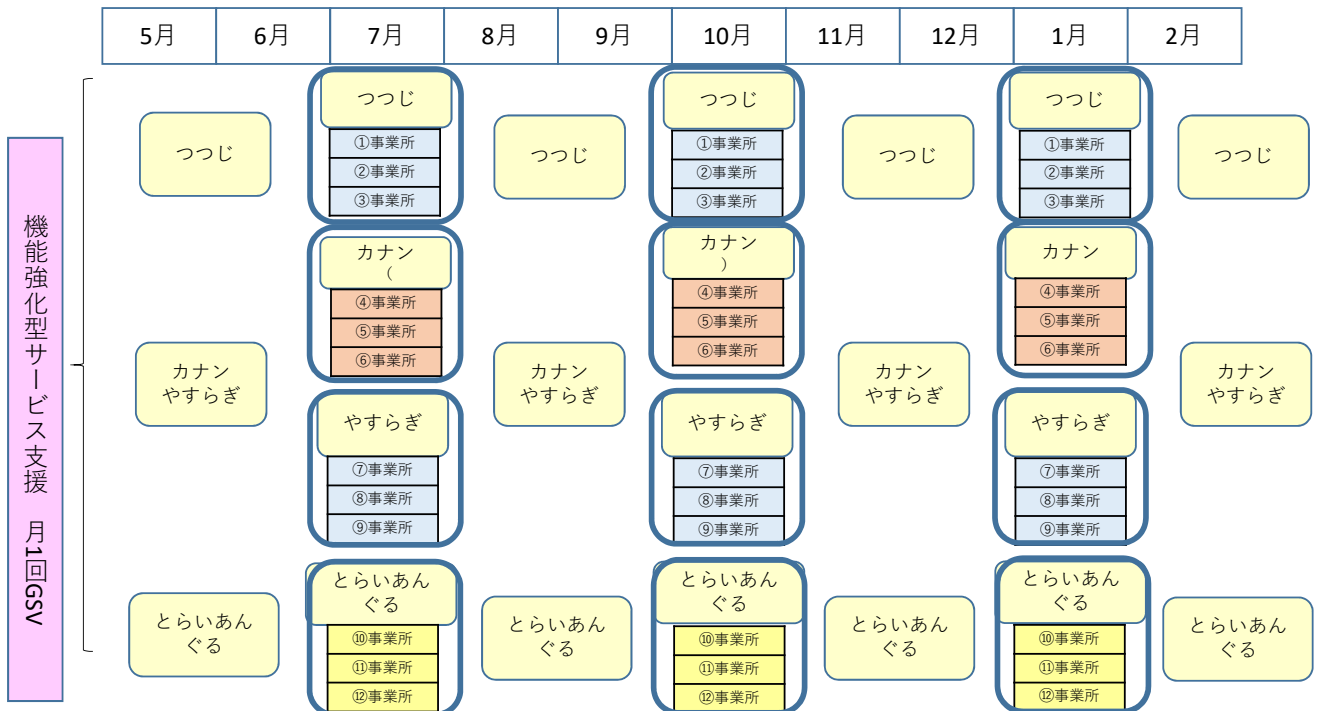 5月 6月 7月 8月 9月 10月 11月 12月 1月 2月
機能強化型サービス支援 月1回GSV
つつじ
カナン
やすらぎ
とらいあん
ぐる
つつじ
①事業所
②事業所
③事業所
カナン
(
④事業所
⑤事業所
⑥事業所
やすらぎ
⑦事業所
⑧事業所
⑨事業所
とらいあん
ぐる
⑩事業所
⑪事業所
⑫事業所
つつじ
カナン
やすらぎ
とらいあん
ぐる
つつじ
①事業所
②事業所
③事業所
カナン
)
④事業所
⑤事業所
⑥事業所
やすらぎ
⑦事業所
⑧事業所
⑨事業所
とらいあん
ぐる
⑩事業所
⑪事業所
⑫事業所
つつじ
カナン
やすらぎ
とらいあん
ぐる
つつじ
①事業所
②事業所
③事業所
カナン
④事業所
⑤事業所
⑥事業所
やすらぎ
⑦事業所
⑧事業所
⑨事業所
とらいあん
ぐる
⑩事業所
⑪事業所
⑫事業所
つつじ
カナン
やすらぎ
とらいあん
ぐる